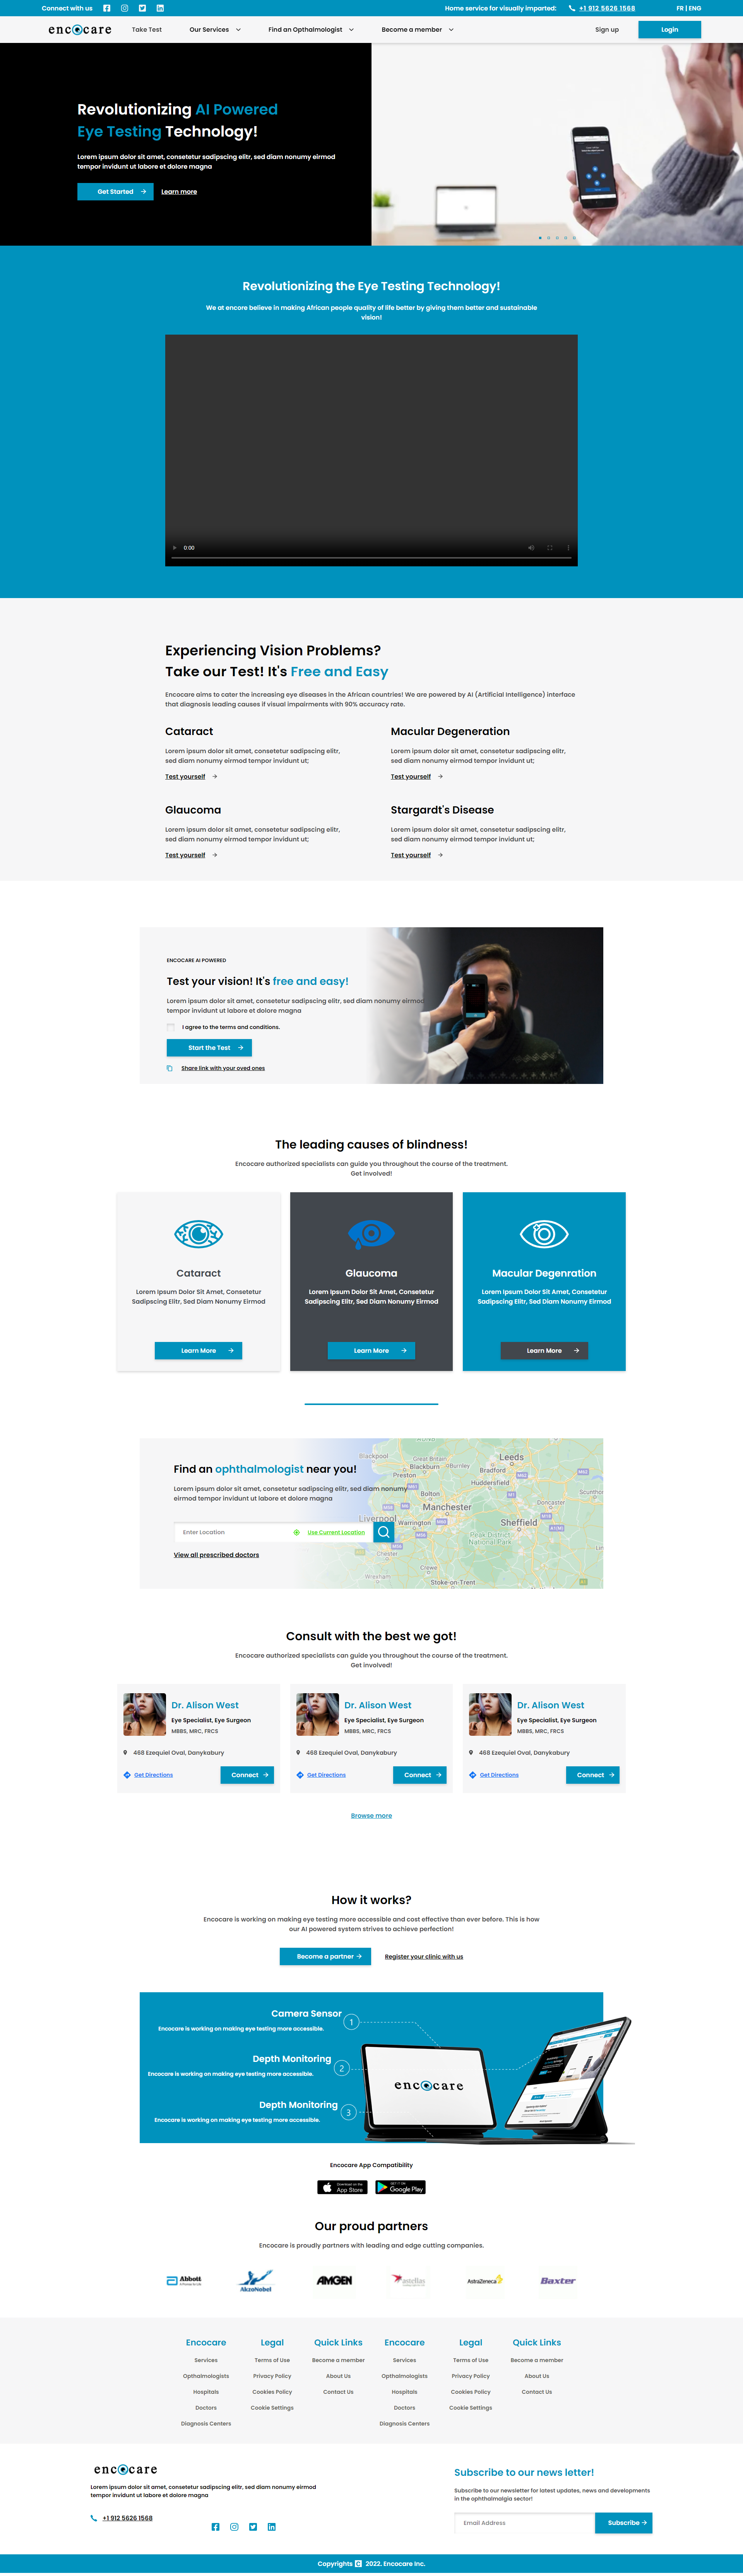 Connect with us
Home service for visually imparted:
+1 912 5626 1568
FR | ENG
encocare
Take Test
Our Services
Find an Opthalmologist
Become a member
Sign up
Login
Revolutionizing AI Powered
Eye Testing Technology!
Lorem ipsum dolor sit amet, consetetur sadipscing elitr, sed diam nonumy eirmod
tempor invidunt ut labore et dolore magna
Get Started
Learn more
Revolutionizing the Eye Testing Technology!
We at encore believe in making African people quality of life better by giving them better and sustainable
vision!
0:00
Experiencing Vision Problems?
Take our Test! It's Free and Easy
Encocare aims to cater the increasing eye diseases in the African countries! We are powered by AI (Artificial Intelligence) interface
that diagnosis leading causes if visual impairments with 90% accuracy rate.
Cataract
Lorem ipsum dolor sit amet, consetetur sadipscing elitr,
sed diam nonumy eirmod tempor invidunt ut;
Test yourself
Macular Degeneration
Lorem ipsum dolor sit amet, consetetur sadipscing elitr,
sed diam nonumy eirmod tempor invidunt ut;
Test yourself
Glaucoma
Lorem ipsum dolor sit amet, consetetur sadipscing elitr,
sed diam nonumy eirmod tempor invidunt ut;
Test yourself
Stargardt's Disease
Lorem ipsum dolor sit amet, consetetur sadipscing elitr,
sed diam nonumy eirmod tempor invidunt ut;
Test yourself
ENCOCARE AI POWERED
Test your vision! It's free and easy!
Lorem ipsum dolor sit amet, consetetur sadipscing elitr, sed diam nonumy eirmod
tempor invidunt ut labore et dolore magna
I agree to the terms and conditions.
Start the Test
Share link with your oved ones
The leading causes of blindness!
Encocare authorized specialists can guide you throughout the course of the treatment.
Get involved!
Cataract
Lorem Ipsum Dolor Sit Amet, Consetetur
Sadipscing Elitr, Sed Diam Nonumy Eirmod
Learn More
Glaucoma
Lorem Ipsum Dolor Sit Amet, Consetetur
Sadipscing Elitr, Sed Diam Nonumy Eirmod
Learn More
Macular Degenration
Lorem Ipsum Dolor Sit Amet, Consetetur
Sadipscing Elitr, Sed Diam Nonumy Eirmod
Learn More
Find an ophthalmologist near you!
Lorem ipsum dolor sit amet, consetetur sadipscing elitr, sed diam nonumy
eirmod tempor invidunt ut labore et dolore magna
Enter Location
Use Current Location
View all prescribed doctors
Blackpool
Great Britain
Blackburn
Burnley
Preston
Leeds
Bradford
Huddersfield
Bolton
Manchester
Liverpool
Warrington
Doncaster
Scunthor
Sheffield
Peak District
National Park
Chester
Crewe
Wrexham
Stoke-on-Trent
Consult with the best we got!
Encocare authorized specialists can guide you throughout the course of the treatment.
Get involved!
Dr. Alison West
Eye Specialist, Eye Surgeon
MBBS, MRC, FRCS
468 Ezequiel Oval, Danykabury
Get Directions
Connect
Dr. Alison West
Eye Specialist, Eye Surgeon
MBBS, MRC, FRCS
468 Ezequiel Oval, Danykabury
Get Directions
Connect
Dr. Alison West
Eye Specialist, Eye Surgeon
MBBS, MRC, FRCS
468 Ezequiel Oval, Danykabury
Get Directions
Connect
Browse more
How it works?
Encocare is working on making eye testing more accessible and cost effective than ever before. This is how
our AI powered system strives to achieve perfection!
Become a partner
Register your clinic with us
Camera Sensor
1
Encocare is working on making eye testing more accessible.
Depth Monitoring
2
Encocare is working on making eye testing more accessible.
Depth Monitoring
3
Encocare is working on making eye testing more accessible.
encocare
Encocare App Compatibility
Download on the
App Store
GET IT ON
Google Play
Our proud partners
Encocare is proudly partners with leading and edge cutting companies.
Abbott
AkzoNobel
AMGEN
astellas
AstraZeneca
Baxter
Encocare
Services
Opthalmologists
Hospitals
Doctors
Diagnosis Centers
Legal
Terms of Use
Privacy Policy
Cookies Policy
Cookie Settings
Quick Links
Become a member
About Us
Contact Us
Encocare
Services
Opthalmologists
Hospitals
Doctors
Diagnosis Centers
Legal
Terms of Use
Privacy Policy
Cookies Policy
Cookie Settings
Quick Links
Become a member
About Us
Contact Us
encocare
Lorem ipsum dolor sit amet, consetetur sadipscing elitr, sed diam nonumy eirmod
tempor invidunt ut labore et dolore magna
+1 912 5626 1568
Subscribe to our news letter!
Subscribe to our newsletter for latest updates, news and developments
in the ophthalmalgia sector!
Email Address
Subscribe
Copyrights C 2022. Encocare Inc.